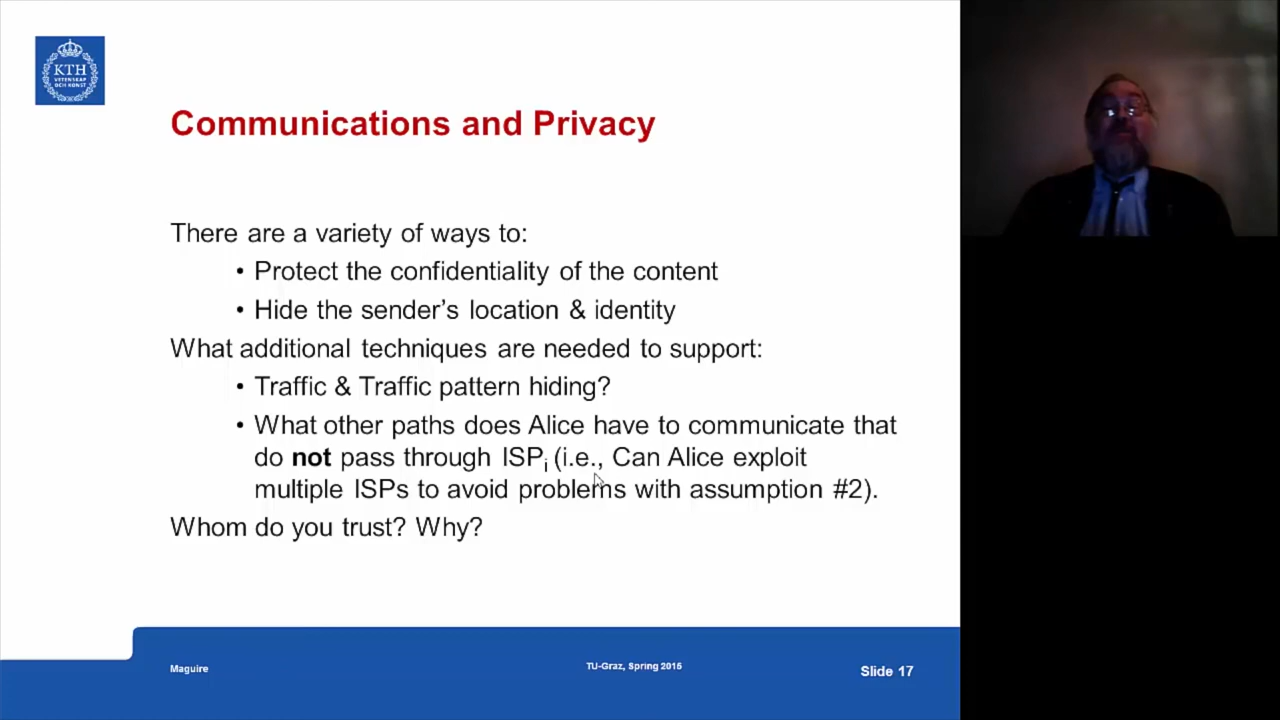 KTH
VETENSKAP
OCH KONST
Communications and Privacy
There are a variety of ways to:
• Protect the confidentiality of the content
• Hide the sender's location & identity
What additional techniques are needed to support:
• Traffic & Traffic pattern hiding?
• What other paths does Alice have to communicate that
do not pass through ISPi (i.e., Can Alice exploit
multiple ISPs to avoid problems with assumption #2).
Whom do you trust? Why?
Maguire
TU-Graz, Spring 2015
Slide 17